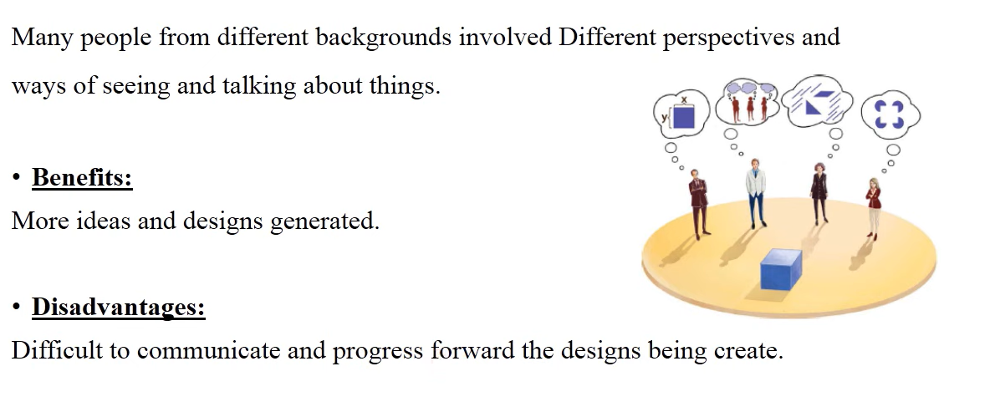 Many people from different backgrounds involved Different perspectives and
ways of seeing and talking about things.
x
y
• Benefits:
More ideas and designs generated.
• Disadvantages:
Difficult to communicate and progress forward the designs being create.